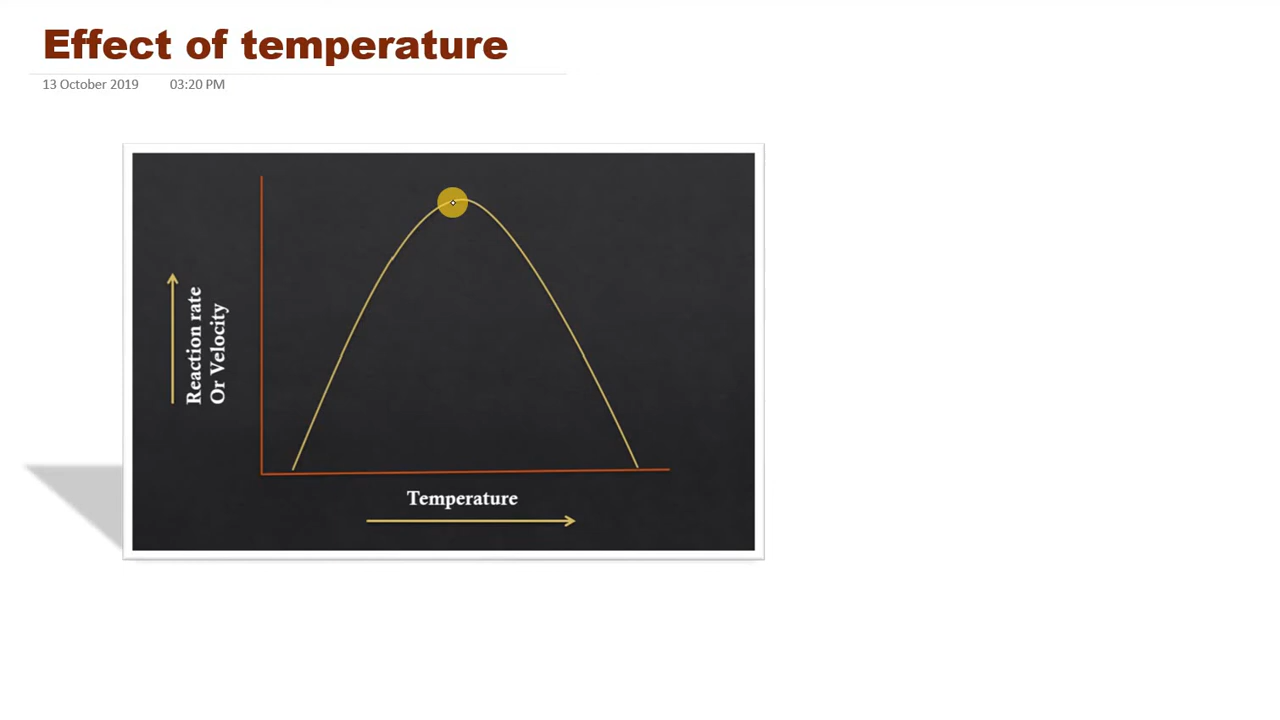 Effect of temperature
13 October 2019 03:20 PM
Reaction rate
Or Velocity
Temperature